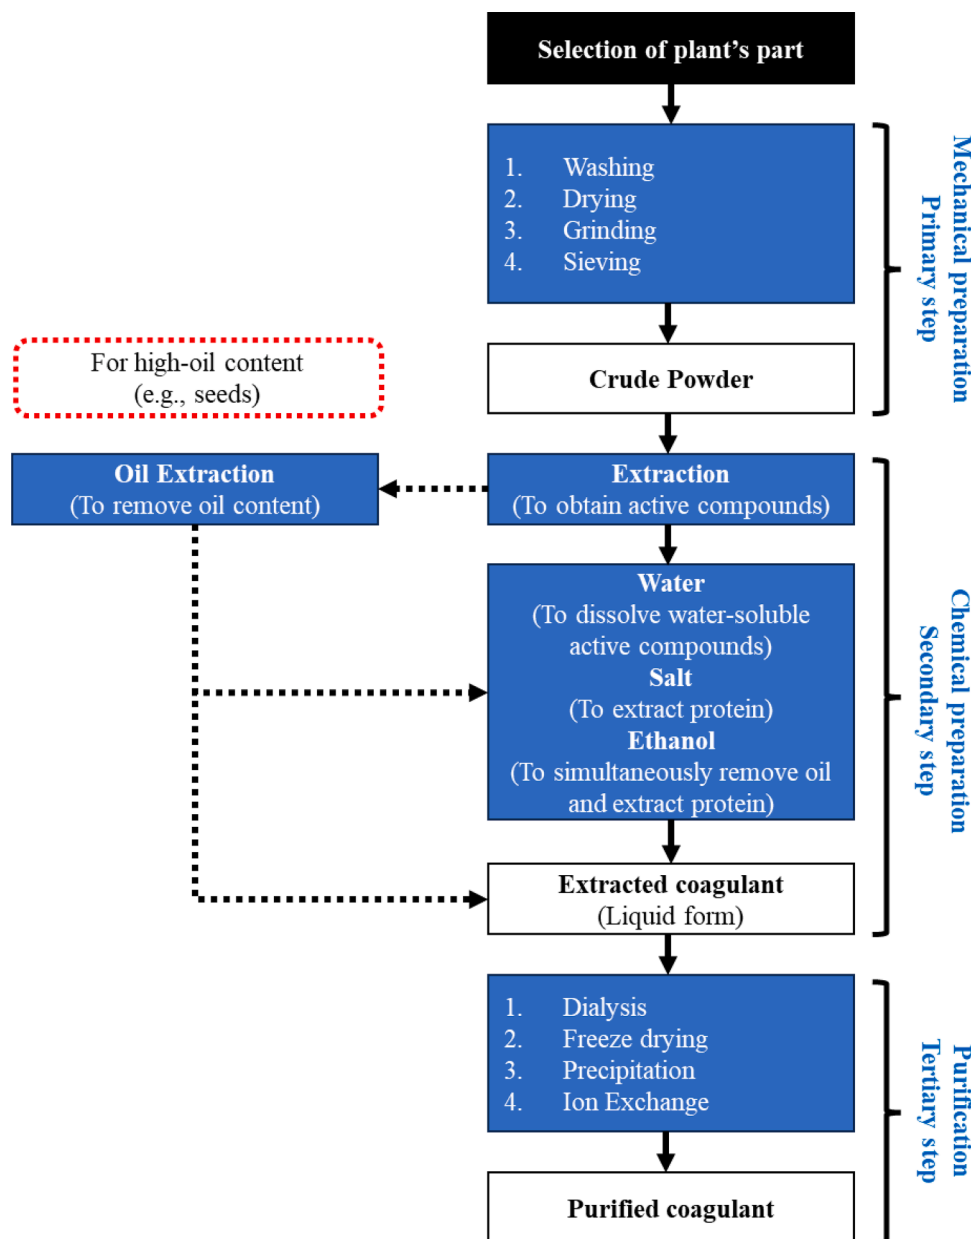 Selection of plant's part
1. Washing
2. Drying
3. Grinding
4. Sieving
Mechanical preparation
Primary step
Crude Powder
For high-oil content
(e.g., seeds)
Oil Extraction
(To remove oil content)
Extraction
(To obtain active compounds)
Water
(To dissolve water-soluble
active compounds)
Salt
(To extract protein)
Ethanol
(To simultaneously remove oil
and extract protein)
Chemical preparation
Secondary step
Extracted coagulant
(Liquid form)
1. Dialysis
2. Freeze drying
3. Precipitation
4. Ion Exchange
Purification
Tertiary step
Purified coagulant